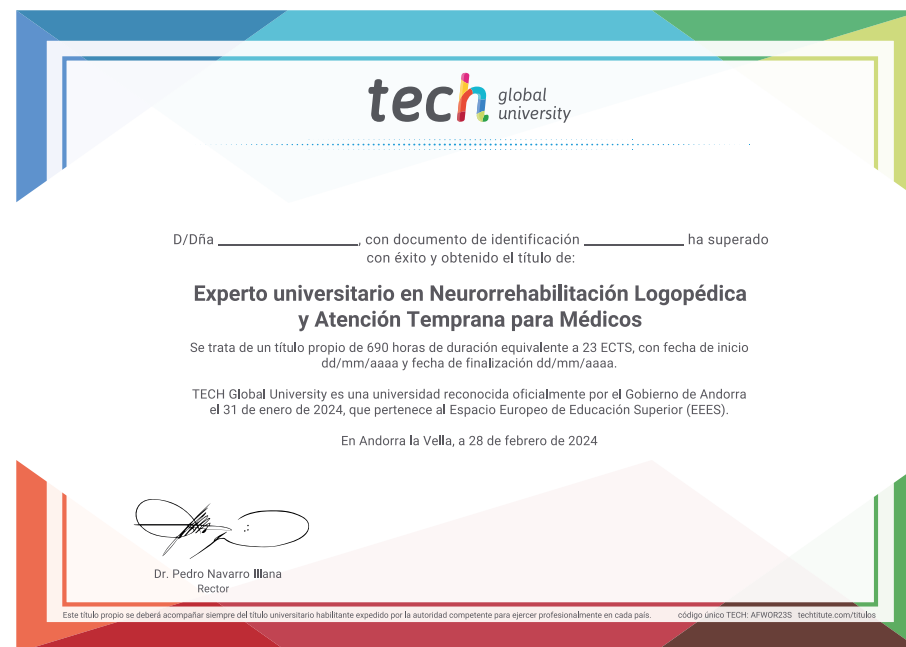 tech global university
D/Dña ____________________, con documento de identificación ______________ ha superado
con éxito y obtenido el título de:
Experto universitario en Neurorrehabilitación Logopédica
y Atención Temprana para Médicos
Se trata de un título propio de 690 horas de duración equivalente a 23 ECTS, con fecha de inicio
dd/mm/aaaa y fecha de finalización dd/mm/aaaa.
TECH Global University es una universidad reconocida oficialmente por el Gobierno de Andorra
el 31 de enero de 2024, que pertenece al Espacio Europeo de Educación Superior (EEES).
En Andorra la Vella, a 28 de febrero de 2024
Dr. Pedro Navarro Illana
Rector
Este título propio se deberá acompañar siempre del título universitario habilitante expedido por la autoridad competente para ejercer profesionalmente en cada país. código único TECH: AFWOR23S techtitute.com/titulos